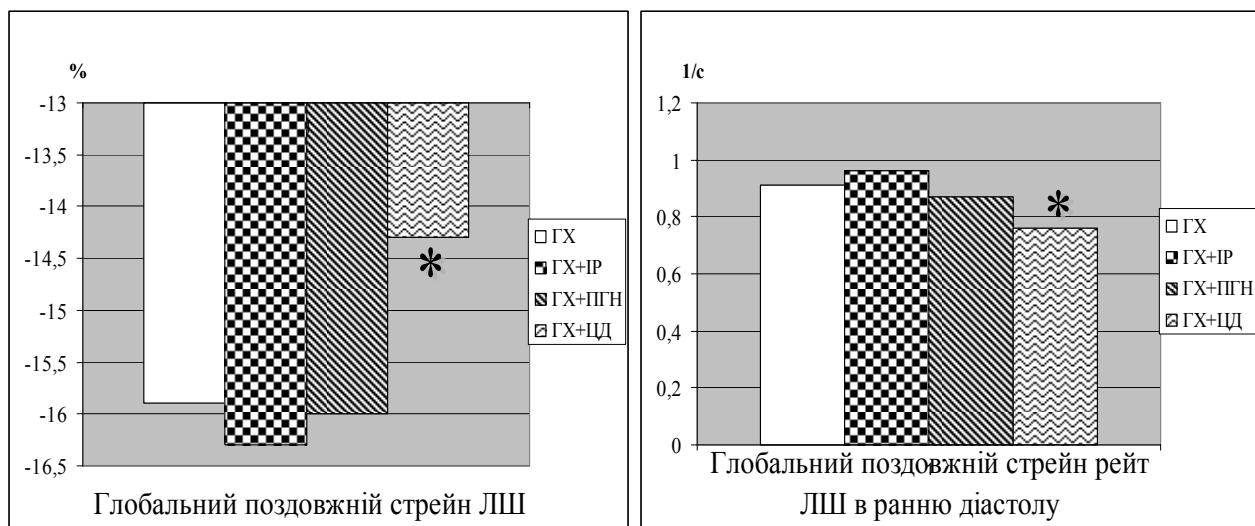 %
-13
-13,5
-14
-14,5
-15
-15,5
-16
-16,5
*
ГХ
ГХ+ІР
ГХ+ПГН
ГХ+ЦД
Глобальний поздовжній стрейн ЛШ
1/с
1,2
1
0,8
0,6
0,4
0,2
0
*
ГХ
ГХ+ІР
ГХ+ПГН
ГХ+ЦД
Глобальний поздовжній стрейн рейт
ЛШ в ранню діастолу